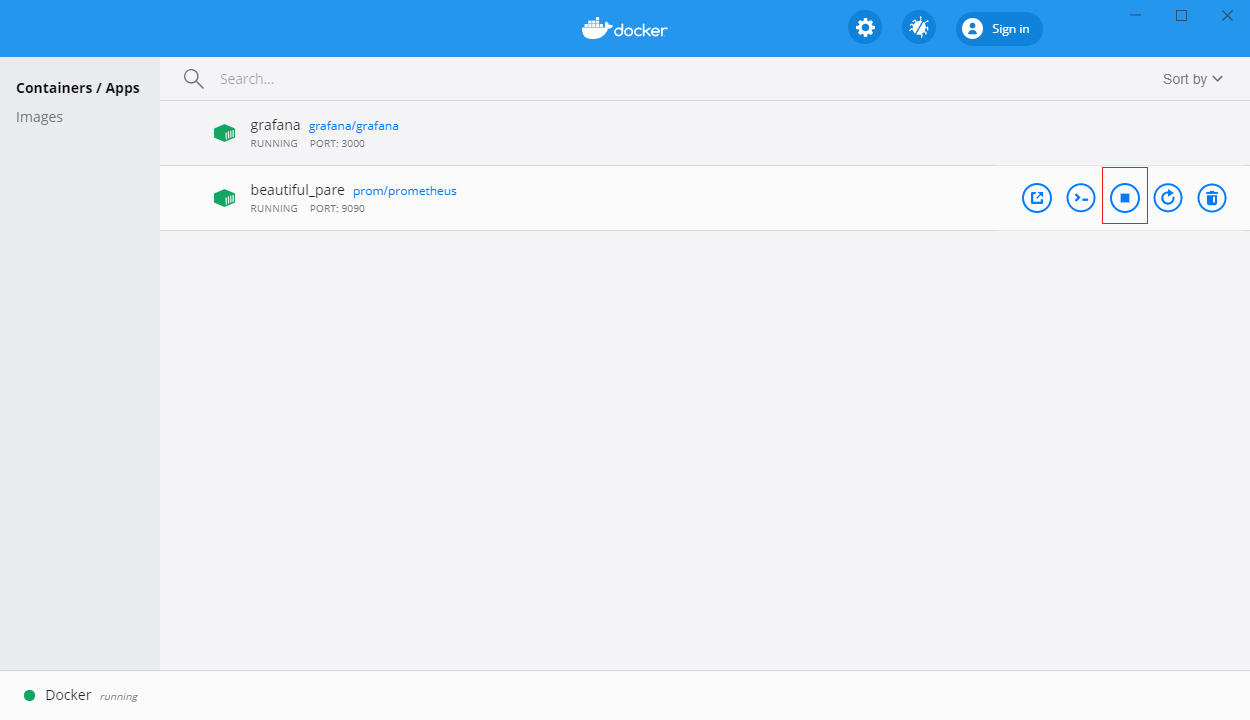 docker
Sign in
Containers / Apps
Images
Search...
Sort by
grafana grafana/grafana
RUNNING PORT: 3000
beautiful_pare prom/prometheus
RUNNING PORT: 9090
Docker running